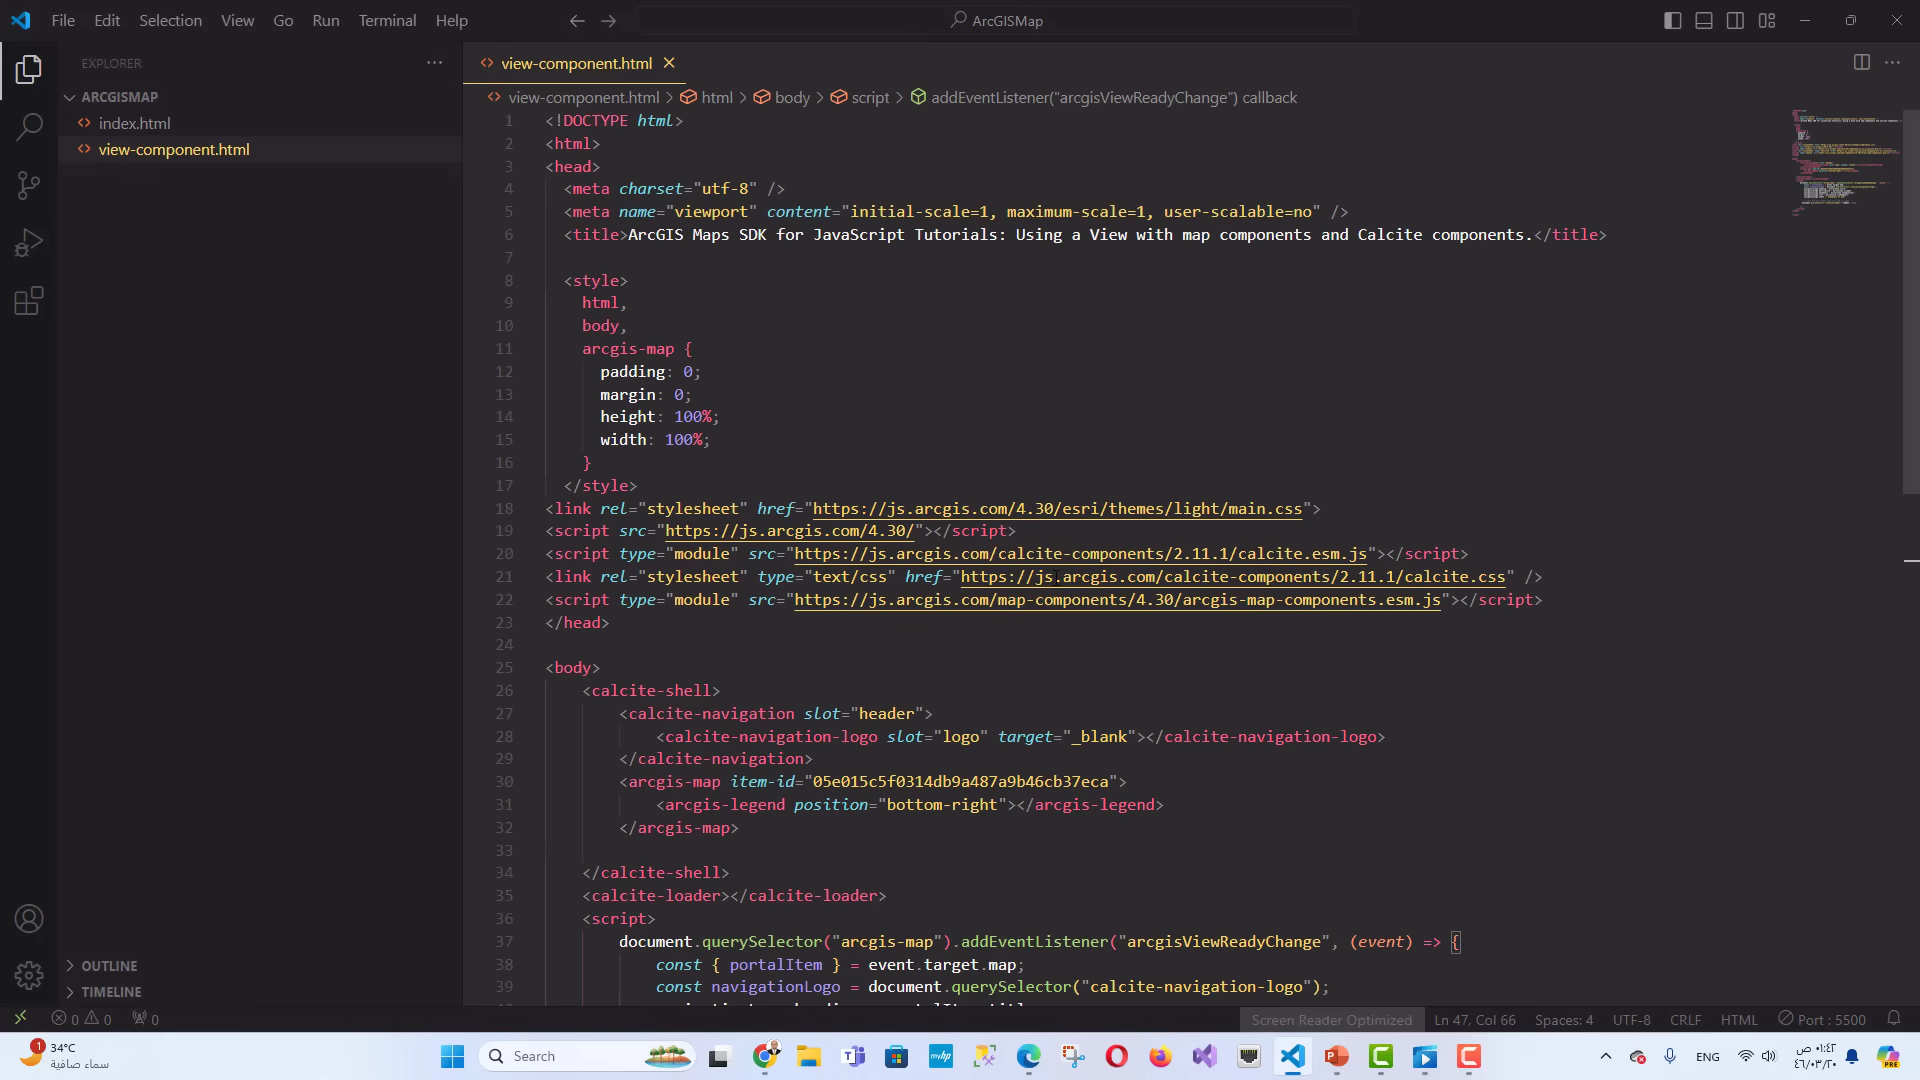 File Edit Selection View Go Run Terminal Help
ArcGISMap
EXPLORER
ARCGISMAP
index.html
view-component.html
OUTLINE
TIMELINE
view-component.html
view-component.html > html > body > script > addEventListener("arcgisViewReadyChange") callback
1 <!DOCTYPE html>
2 <html>
3 <head>
4 <meta charset="utf-8" />
5 <meta name="viewport" content="initial-scale=1, maximum-scale=1, user-scalable=no" />
6 <title>ArcGIS Maps SDK for JavaScript Tutorials: Using a View with map components and Calcite components.</title>
7
8 <style>
9 html,
10 body,
11 arcgis-map {
12 padding: 0;
13 margin: 0;
14 height: 100%;
15 width: 100%;
16 }
17 </style>
18 <link rel="stylesheet" href="https://js.arcgis.com/4.30/esri/themes/light/main.css">
19 <script src="https://js.arcgis.com/4.30/"></script>
20 <script type="module" src="https://js.arcgis.com/calcite-components/2.11.1/calcite.esm.js"></script>
21 <link rel="stylesheet" type="text/css" href="https://js.arcgis.com/calcite-components/2.11.1/calcite.css" />
22 <script type="module" src="https://js.arcgis.com/map-components/4.30/arcgis-map-components.esm.js"></script>
23 </head>
24
25 <body>
26 <calcite-shell>
27 <calcite-navigation slot="header">
28 <calcite-navigation-logo slot="logo" target="_blank"></calcite-navigation-logo>
29 </calcite-navigation>
30 <arcgis-map item-id="05e015c5f0314db9a487a9b46cb37eca">
31 <arcgis-legend position="bottom-right"></arcgis-legend>
32 </arcgis-map>
33
34 </calcite-shell>
35 <calcite-loader></calcite-loader>
36 <script>
37 document.querySelector("arcgis-map").addEventListener("arcgisViewReadyChange", (event) => {
38 const { portalItem } = event.target.map;
39 const navigationLogo = document.querySelector("calcite-navigation-logo");
0 0 0
Screen Reader Optimized Ln 47, Col 66 Spaces: 4 UTF-8 CRLF HTML Port : 5500
1
34°C
سماء صافية
Search
ENG
٠١:٤٢ ص
٤٦/٠٣/٢٠
PRE